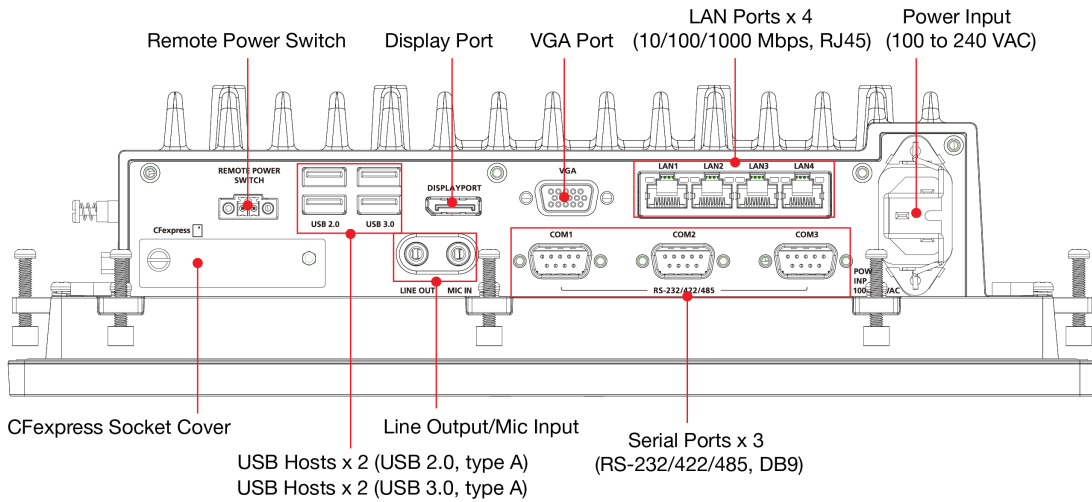 LAN Ports x 4
Power Input
Remote Power Switch
Display Port
VGA Port
(10/100/1000 Mbps, RJ45)
(100 to 240 VAC)
REMOTE POWER
SWITCH
DISPLAYPORT
VGA
LAN1
LAN2
LAN3
LAN4
USB 2.0
USB 3.0
CFexpress
COM1
COM2
COM3
LINE OUT
MIC IN
RS-232/422/485
POW
INP
100
/AC
CFexpress Socket Cover
Line Output/Mic Input
Serial Ports x 3
(RS-232/422/485, DB9)
USB Hosts x 2 (USB 2.0, type A)
USB Hosts x 2 (USB 3.0, type A)